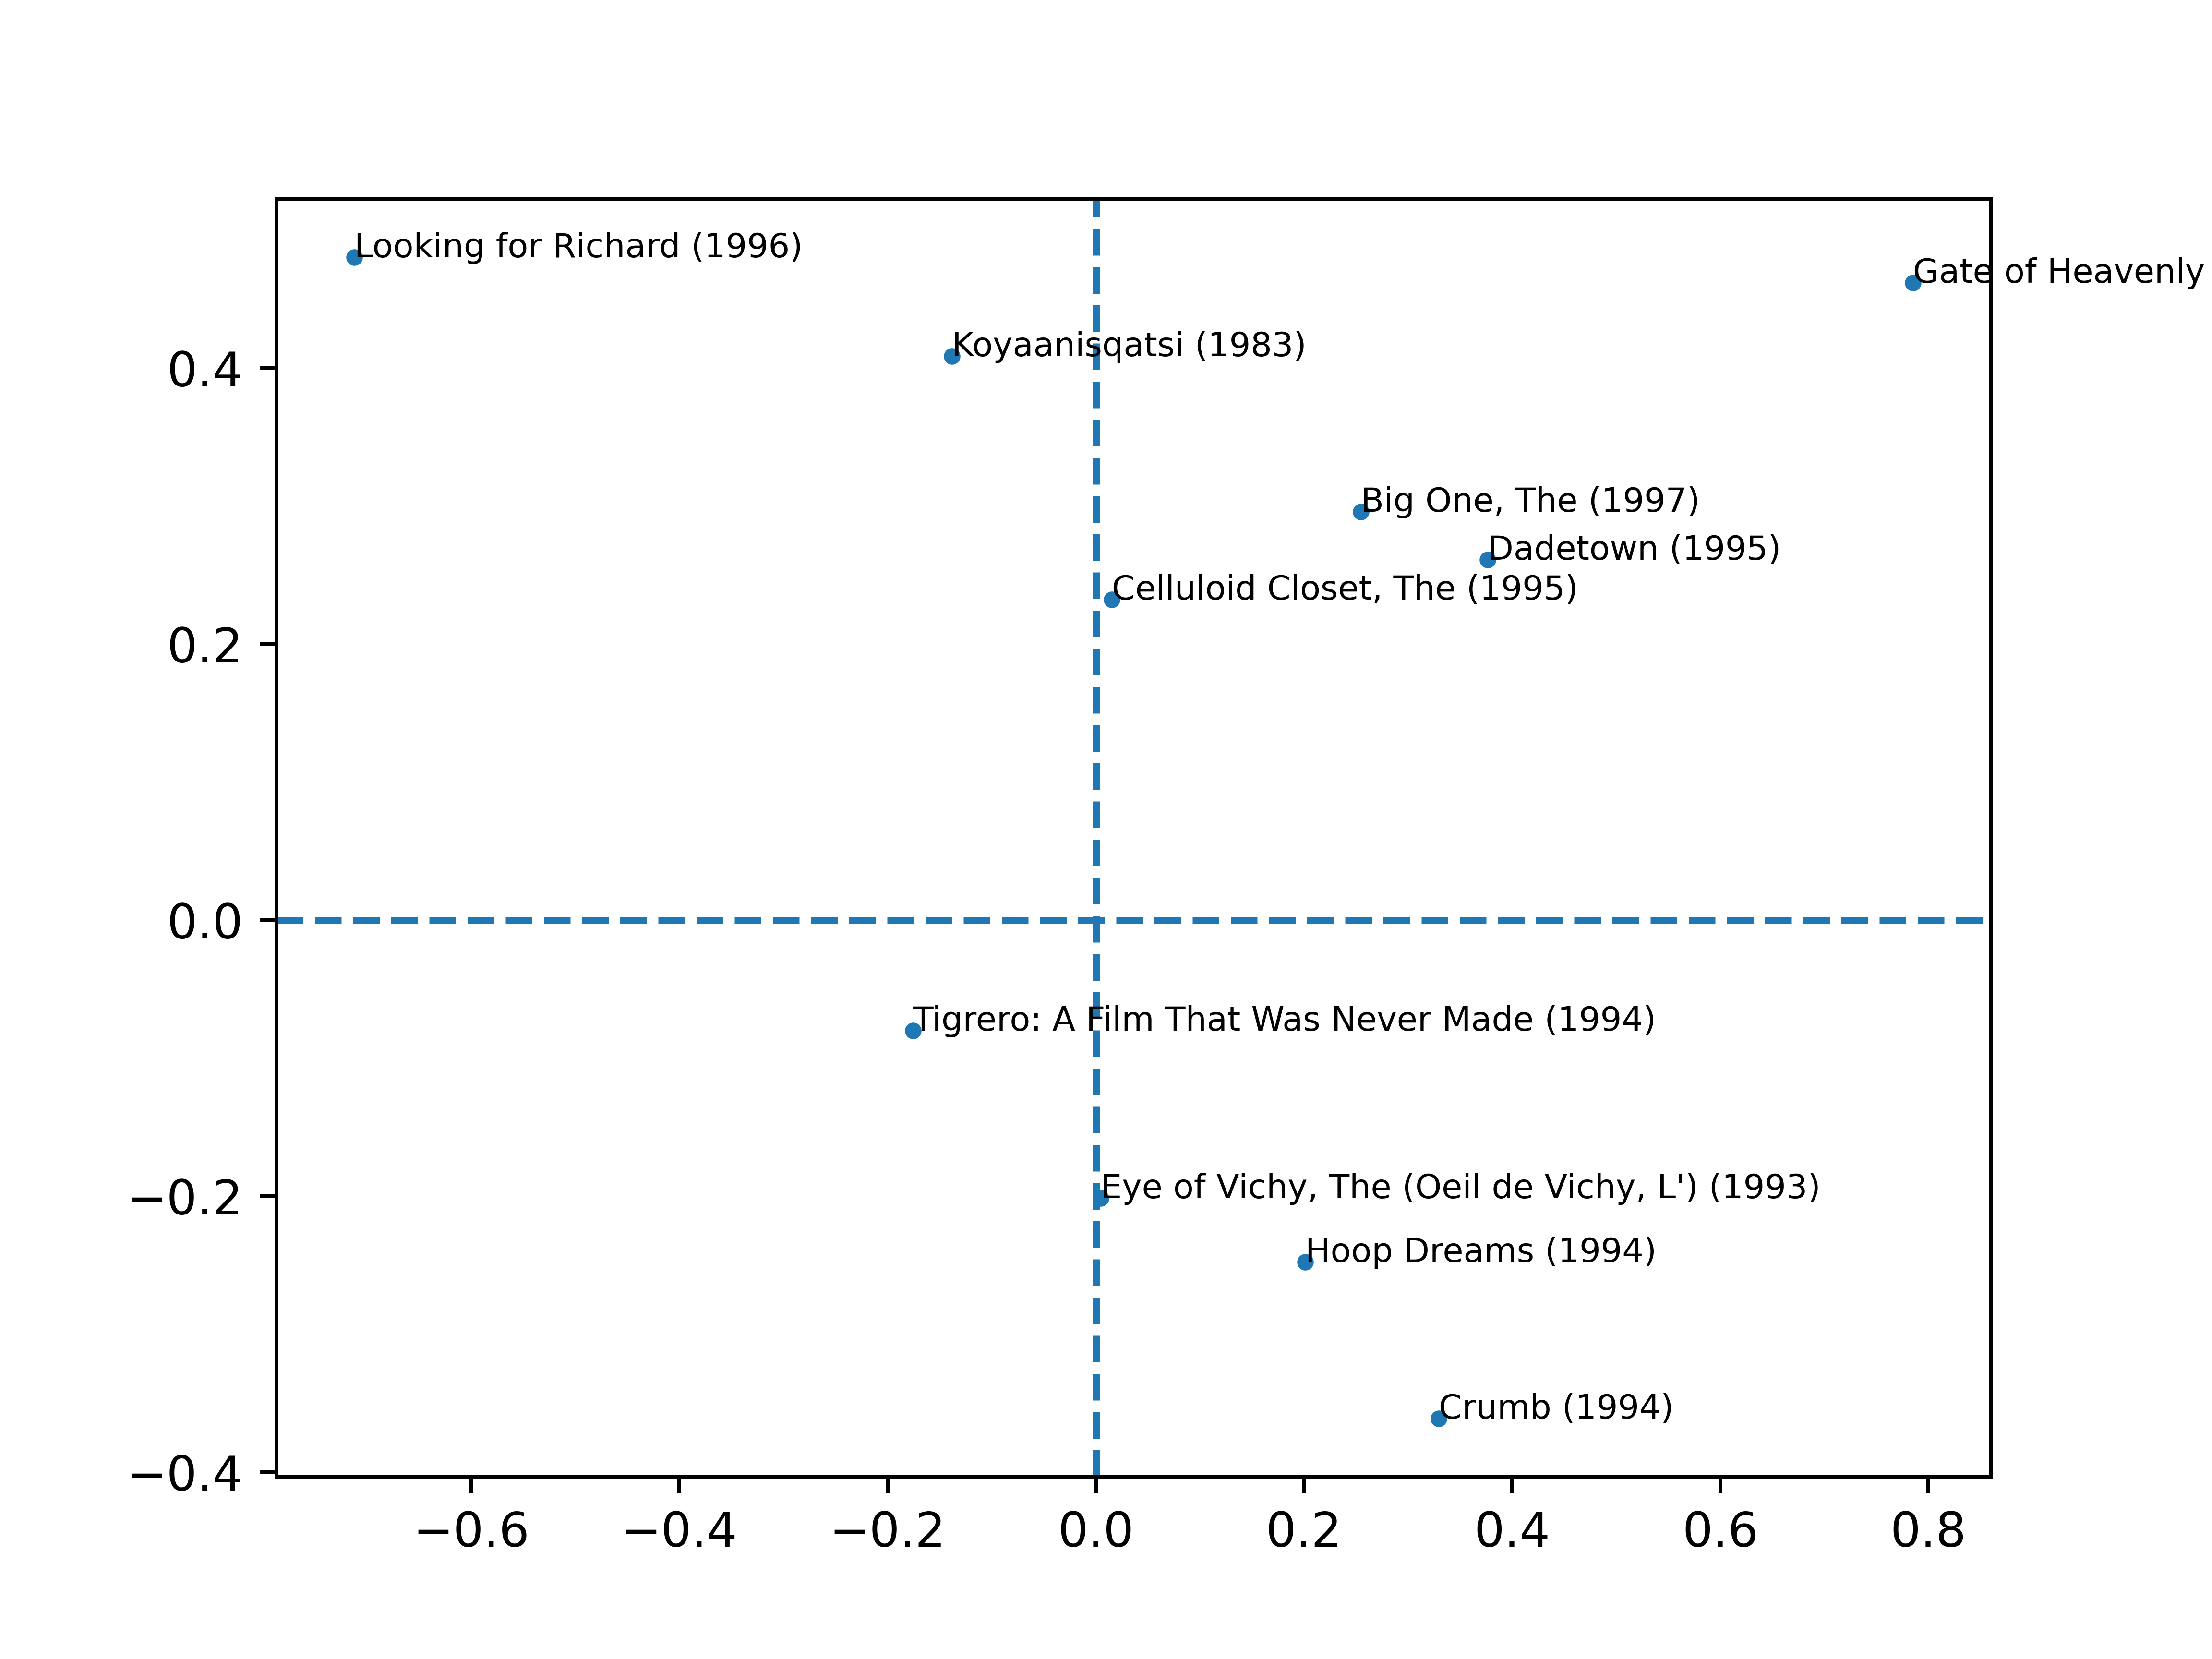 Looking for Richard (1996)
Gate of Heavenly
Koyaanisqatsi (1983)
0.4
Big One, The (1997)
Dadetown (1995)
Celluloid Closet, The (1995)
0.2
0.0
Tigrero: A Film That Was Never Made (1994)
Eye of Vichy, The (Oeil de Vichy, L') (1993)
−0.2
Hoop Dreams (1994)
Crumb (1994)
−0.4
−0.6 −0.4 −0.2 0.0 0.2 0.4 0.6 0.8